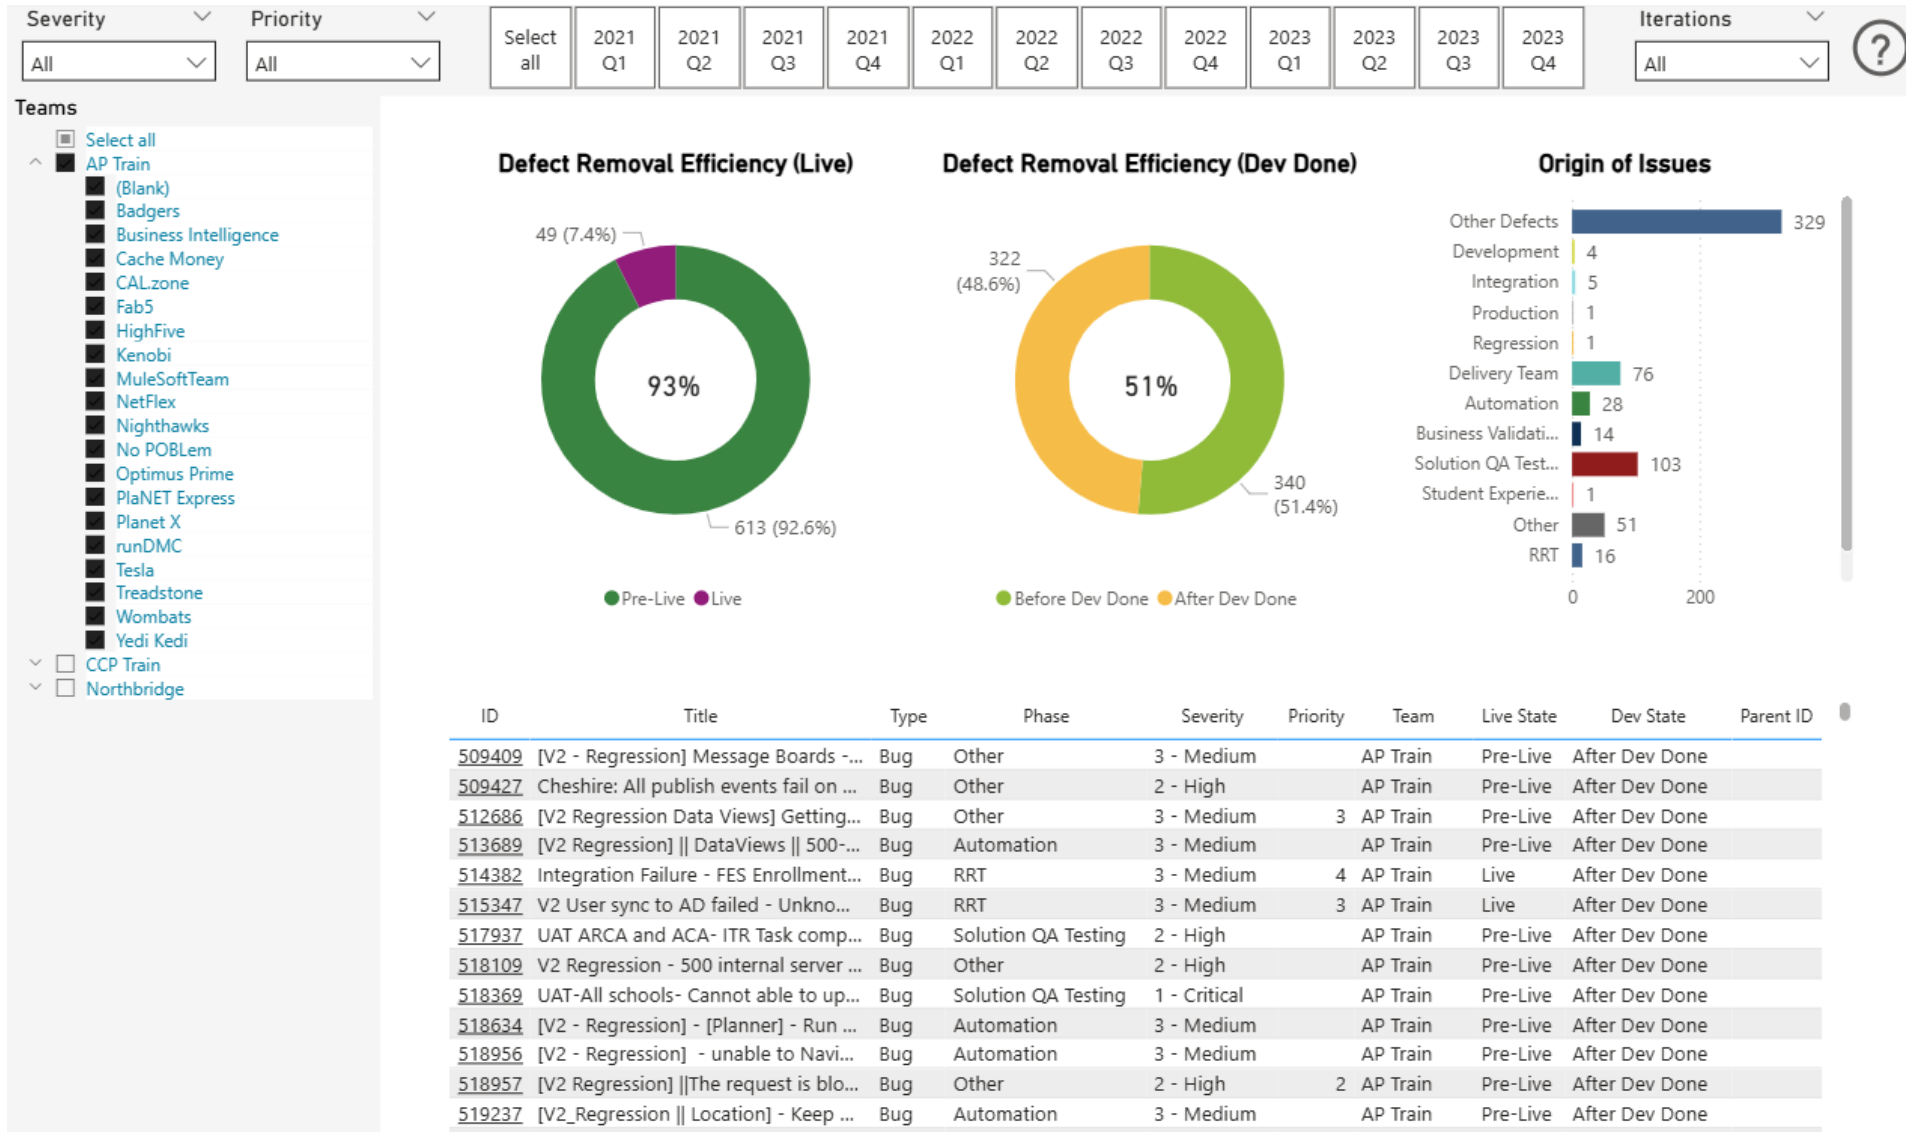 Severity
All
Priority
All
Select all
2021 Q1
2021 Q2
2021 Q3
2021 Q4
2022 Q1
2022 Q2
2022 Q3
2022 Q4
2023 Q1
2023 Q2
2023 Q3
2023 Q4
Iterations
All
?
Teams
Select all
AP Train
(Blank)
Badgers
Business Intelligence
Cache Money
CAL.zone
Fab5
HighFive
Kenobi
MuleSoftTeam
NetFlex
Nighthawks
No POBLem
Optimus Prime
PlaNET Express
Planet X
runDMC
Tesla
Treadstone
Wombats
Yedi Kedi
CCP Train
Northbridge
Defect Removal Efficiency (Live)
49 (7.4%)
93%
613 (92.6%)
Pre-Live Live
Defect Removal Efficiency (Dev Done)
322
(48.6%)
51%
340
(51.4%)
Before Dev Done After Dev Done
Origin of Issues
Other Defects 329
Development 4
Integration 5
Production 1
Regression 1
Delivery Team 76
Automation 28
Business Validati... 14
Solution QA Test... 103
Student Experie... 1
Other 51
RRT 16
0 200
ID Title Type Phase Severity Priority Team Live State Dev State Parent ID
509409 [V2 - Regression] Message Boards -... Bug Other 3 - Medium AP Train Pre-Live After Dev Done
509427 Cheshire: All publish events fail on ... Bug Other 2 - High AP Train Pre-Live After Dev Done
512686 [V2 Regression Data Views] Getting... Bug Other 3 - Medium 3 AP Train Pre-Live After Dev Done
513689 [V2 Regression] || DataViews || 500-... Bug Automation 3 - Medium AP Train Pre-Live After Dev Done
514382 Integration Failure - FES Enrollment... Bug RRT 3 - Medium 4 AP Train Live After Dev Done
515347 V2 User sync to AD failed - Unkno... Bug RRT 3 - Medium 3 AP Train Live After Dev Done
517937 UAT ARCA and ACA- ITR Task comp... Bug Solution QA Testing 2 - High AP Train Pre-Live After Dev Done
518109 V2 Regression - 500 internal server ... Bug Other 2 - High AP Train Pre-Live After Dev Done
518369 UAT-All schools- Cannot able to up... Bug Solution QA Testing 1 - Critical AP Train Pre-Live After Dev Done
518634 [V2 - Regression] - [Planner] - Run ... Bug Automation 3 - Medium AP Train Pre-Live After Dev Done
518956 [V2 - Regression] - unable to Navi... Bug Automation 3 - Medium AP Train Pre-Live After Dev Done
518957 [V2 Regression] ||The request is blo... Bug Other 2 - High 2 AP Train Pre-Live After Dev Done
519237 [V2_Regression || Location] - Keep ... Bug Automation 3 - Medium AP Train Pre-Live After Dev Done